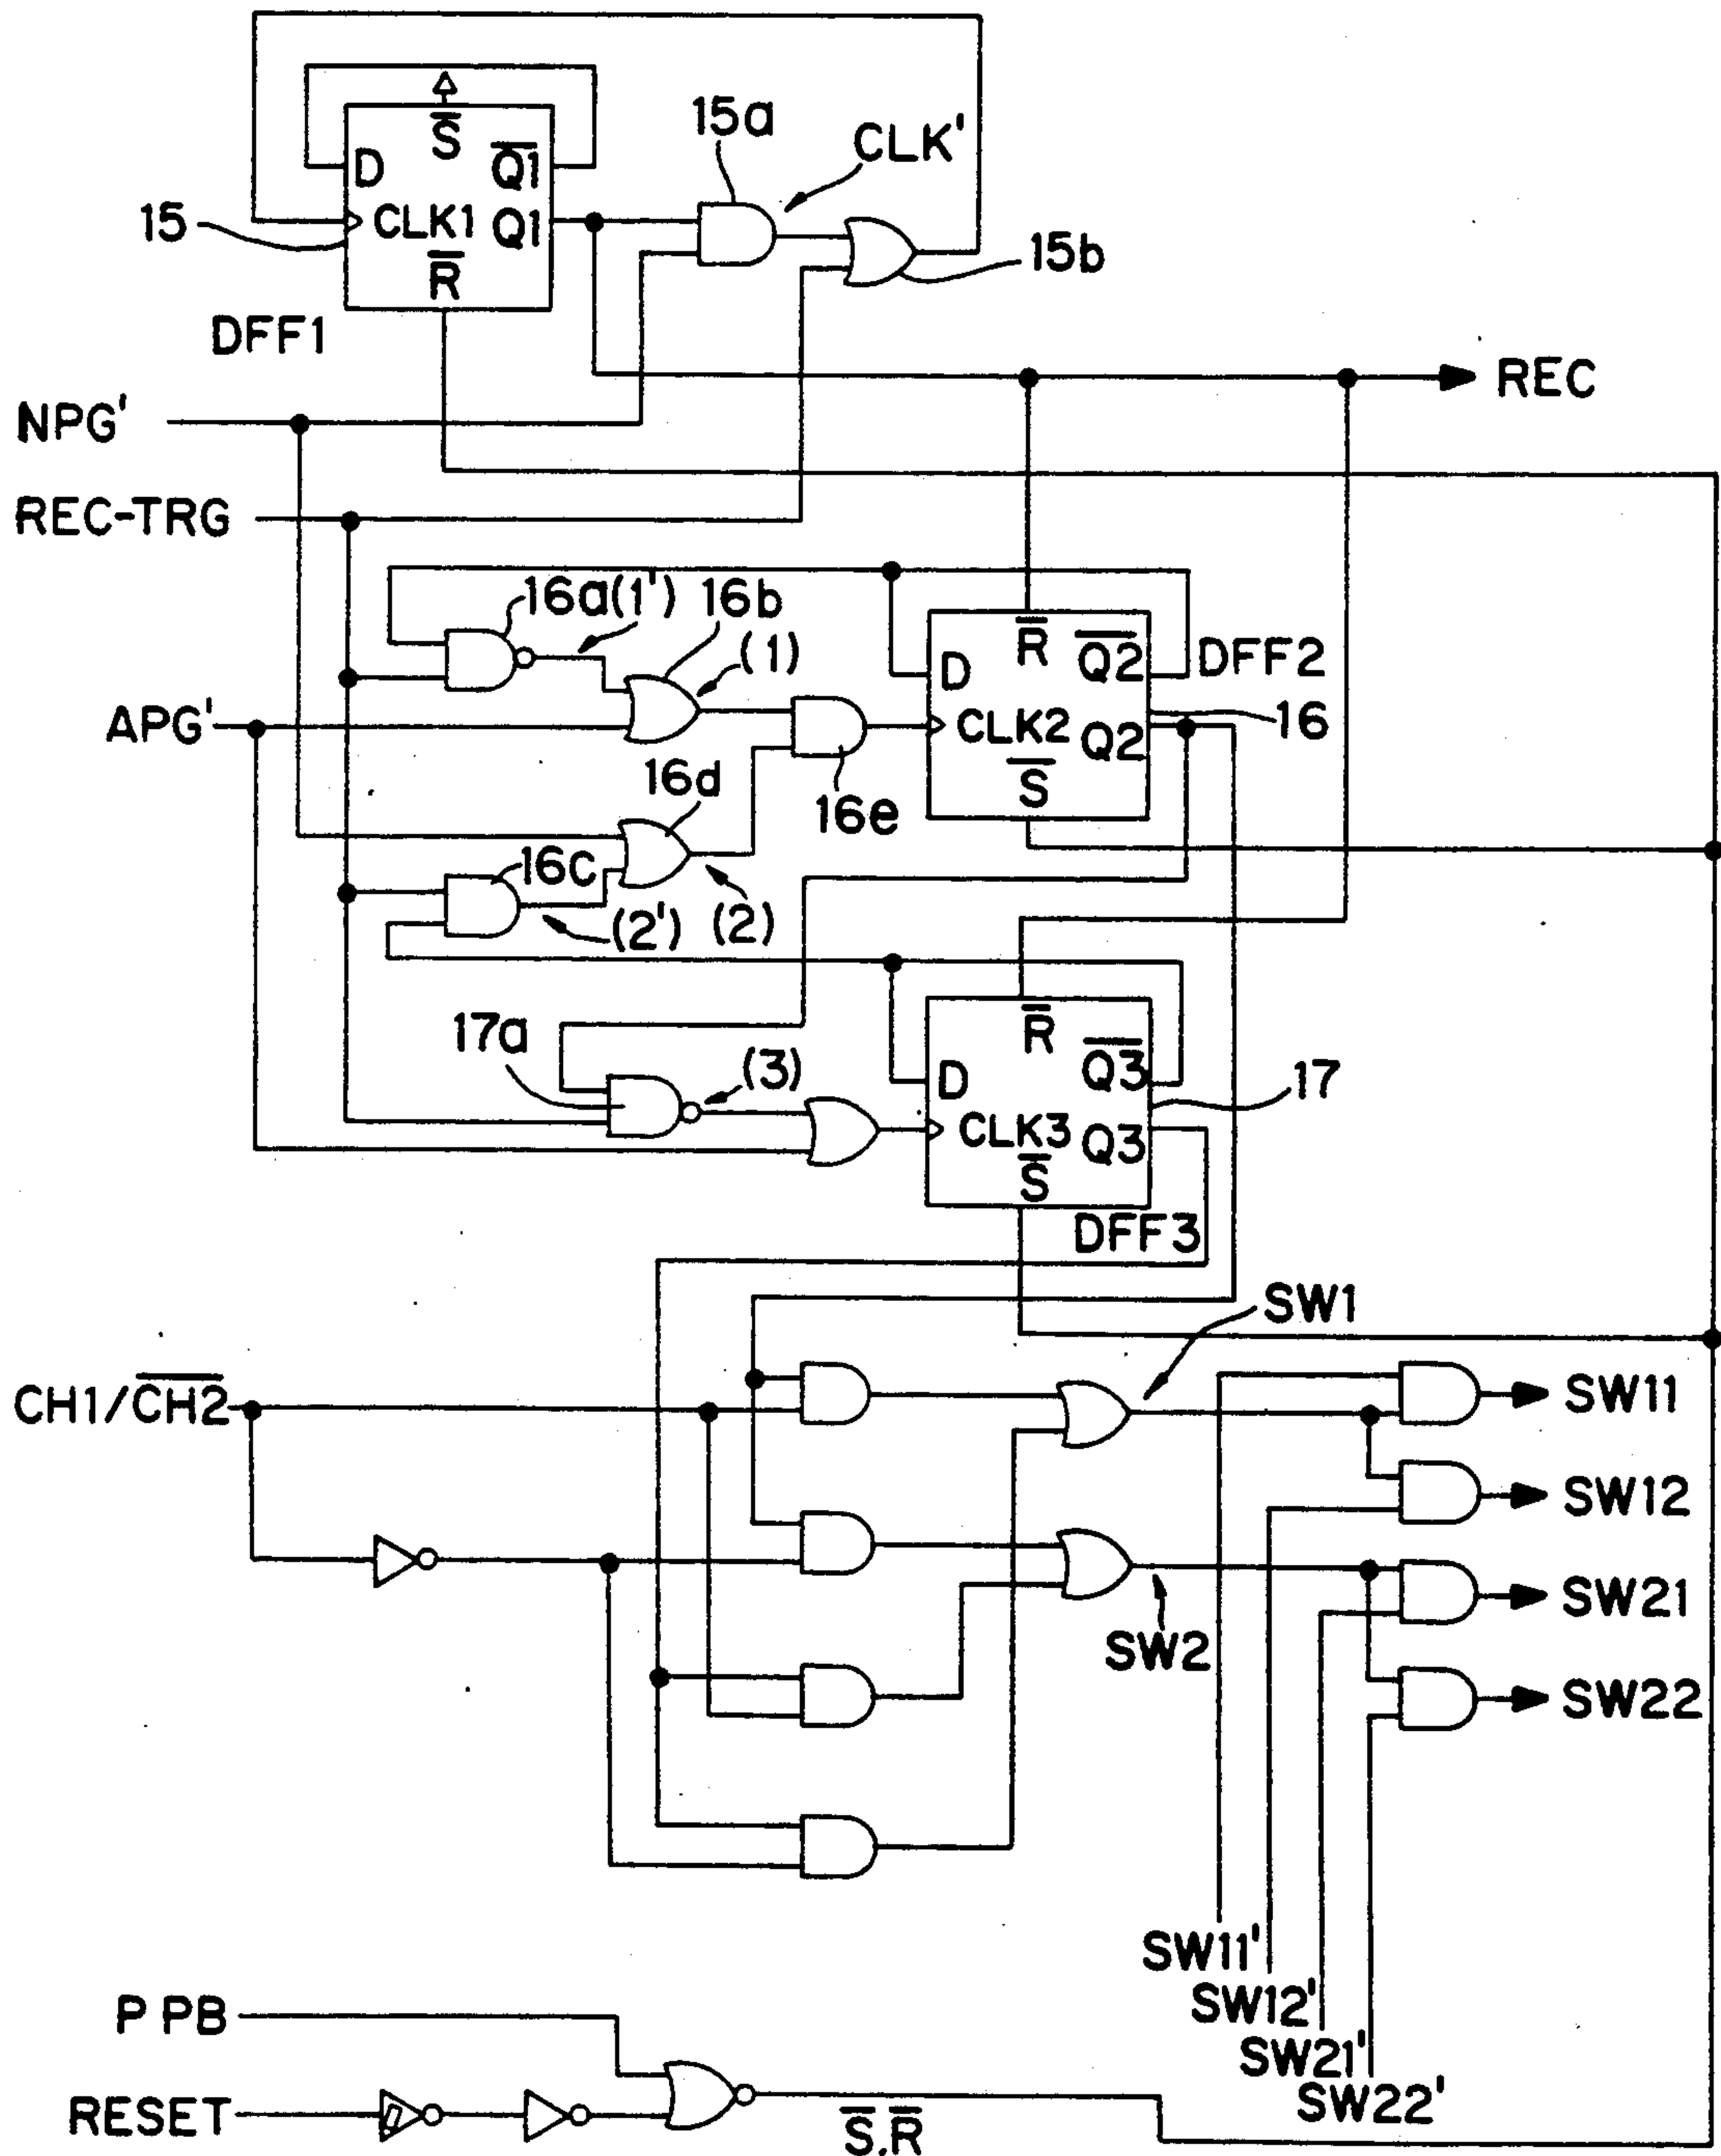 15a
CLK'
S̅
D
Q̅1̅
15
CLK1
Q1
R̅
15b
DFF1
REC
NPG'
REC-TRG
16a(1')
16b
(1)
R̅
Q̅2̅
DFF2
D
APG'
CLK2
Q2
16
16d
S̅
16e
16C
(2')
(2)
17a
(3)
R̅
Q̅3̅
17
D
CLK3
Q3
S̅
DFF3
SW1
CH1/C̅H̅2̅
SW11
SW12
SW21
SW2
SW22
SW11'
SW12'
SW21'
SW22'
P PB
RESET
S̅.R̅